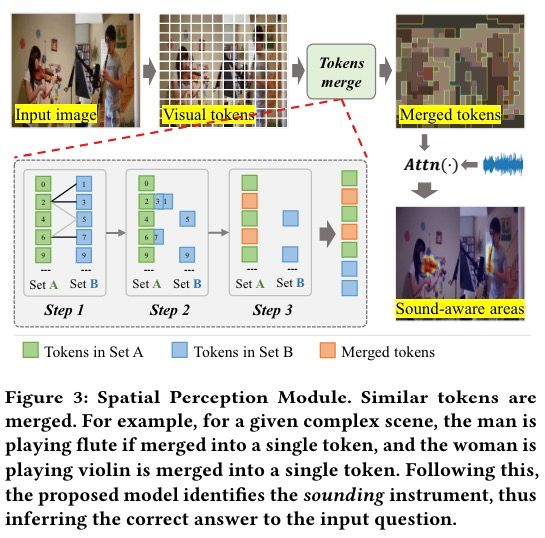 Input image
Visual tokens
Tokens
merge
Merged tokens
Attn(·)
0
2
4
6
9
1
3
5
7
9
---
---
Set A
Set B
Step 1
0
2 3 1
4
6 7
9
5
9
---
---
Set A
Set B
Step 2
---
---
Set A
Set B
Step 3
Sound-aware areas
Tokens in Set A
Tokens in Set B
Merged tokens
Figure 3: Spatial Perception Module. Similar tokens are
merged. For example, for a given complex scene, the man is
playing flute if merged into a single token, and the woman is
playing violin is merged into a single token. Following this,
the proposed model identifies the sounding instrument, thus
inferring the correct answer to the input question.